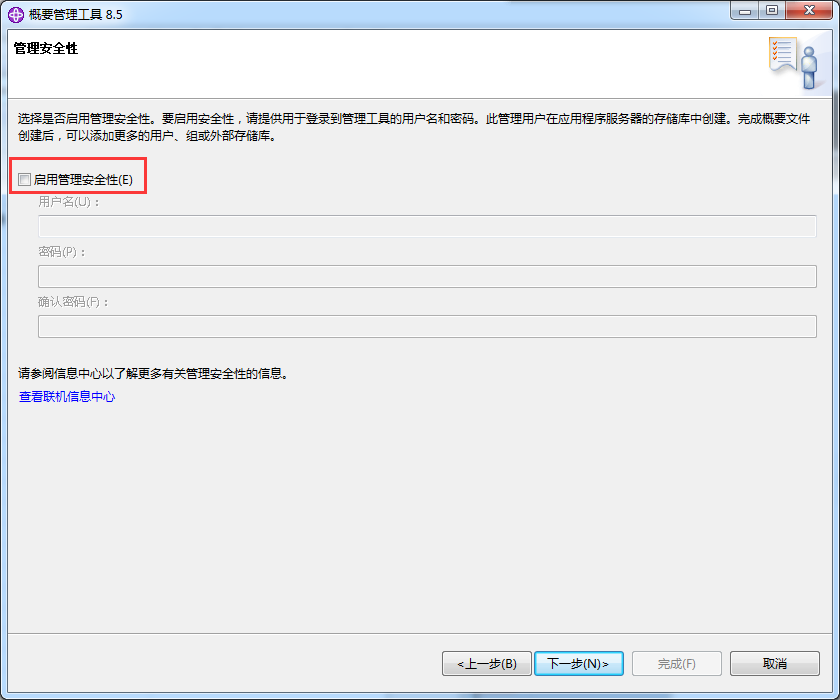 概要管理工具 8.5
管理安全性
选择是否启用管理安全性。要启用安全性，请提供用于登录到管理工具的用户名和密码。此管理用户在应用程序服务器的存储库中创建。完成概要文件
创建后，可以添加更多的用户、组或外部存储库。
启用管理安全性(E)
用户名(U)：
密码(P)：
确认密码(F)：
请参阅信息中心以了解更多有关管理安全性的信息。
查看联机信息中心
<上一步(B) 下一步(N)> 完成(F) 取消